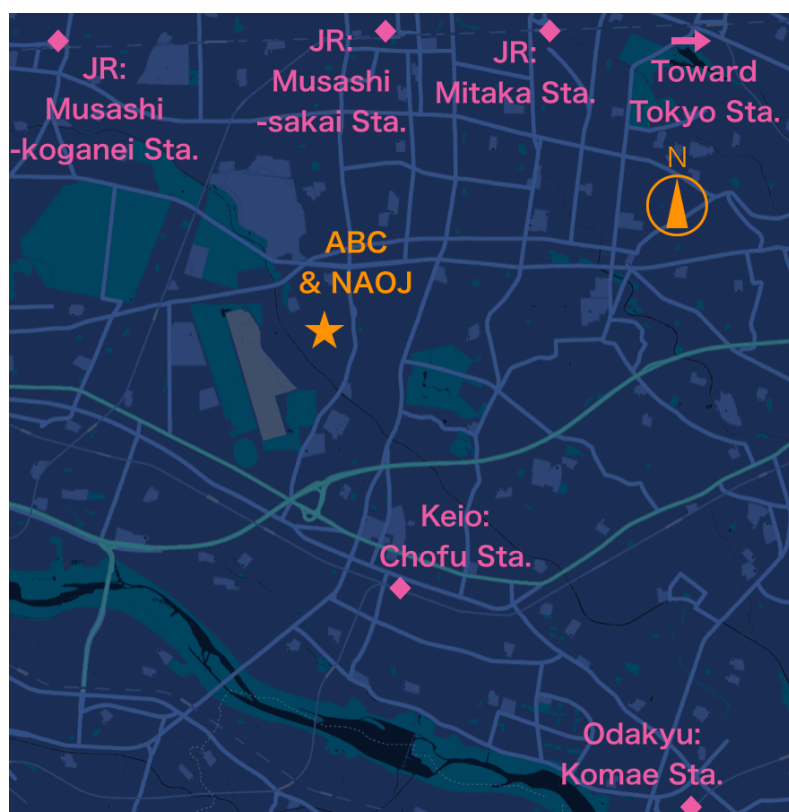 JR:
Musashi
-koganei Sta.
JR:
Musashi
-sakai Sta.
JR:
Mitaka Sta.
Toward
Tokyo Sta.
N
ABC
& NAOJ
Keio:
Chofu Sta.
Odakyu:
Komae Sta.